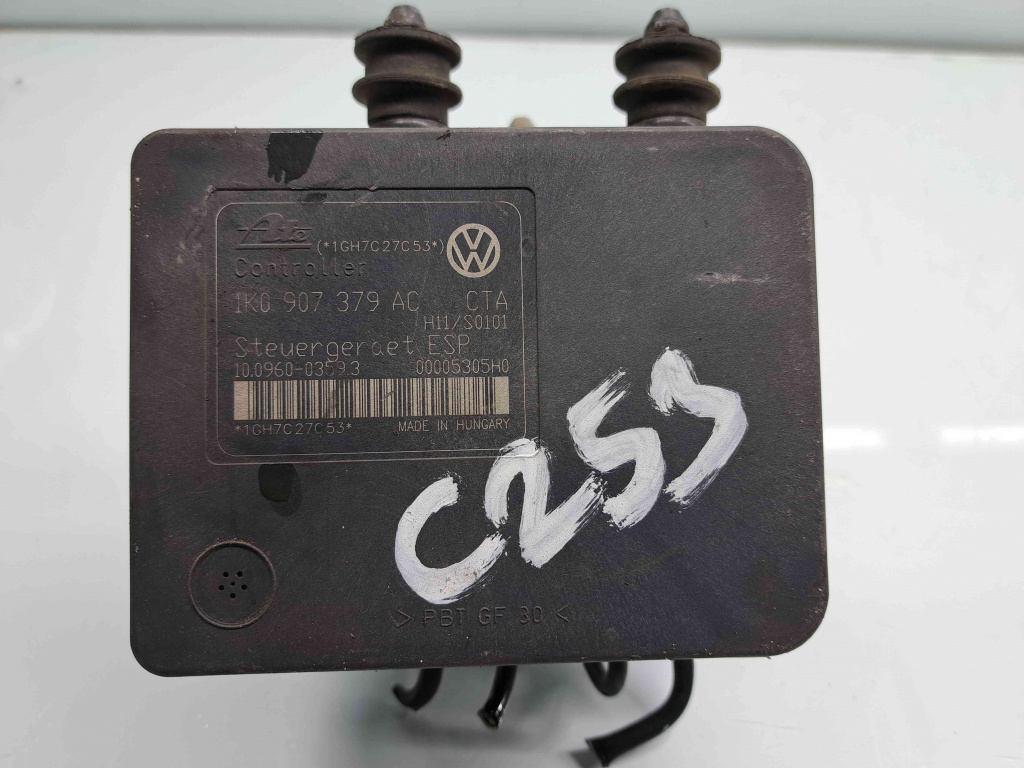 Ate (*1GH7C27C53*)
Controller
1K0 907 379 AC CTA
H11/S0101
Steuergeraet ESP
10.0960-0359.3 00005305H0
*1GH7C27C53* MADE IN HUNGARY
C253
> PBT GF 30 <